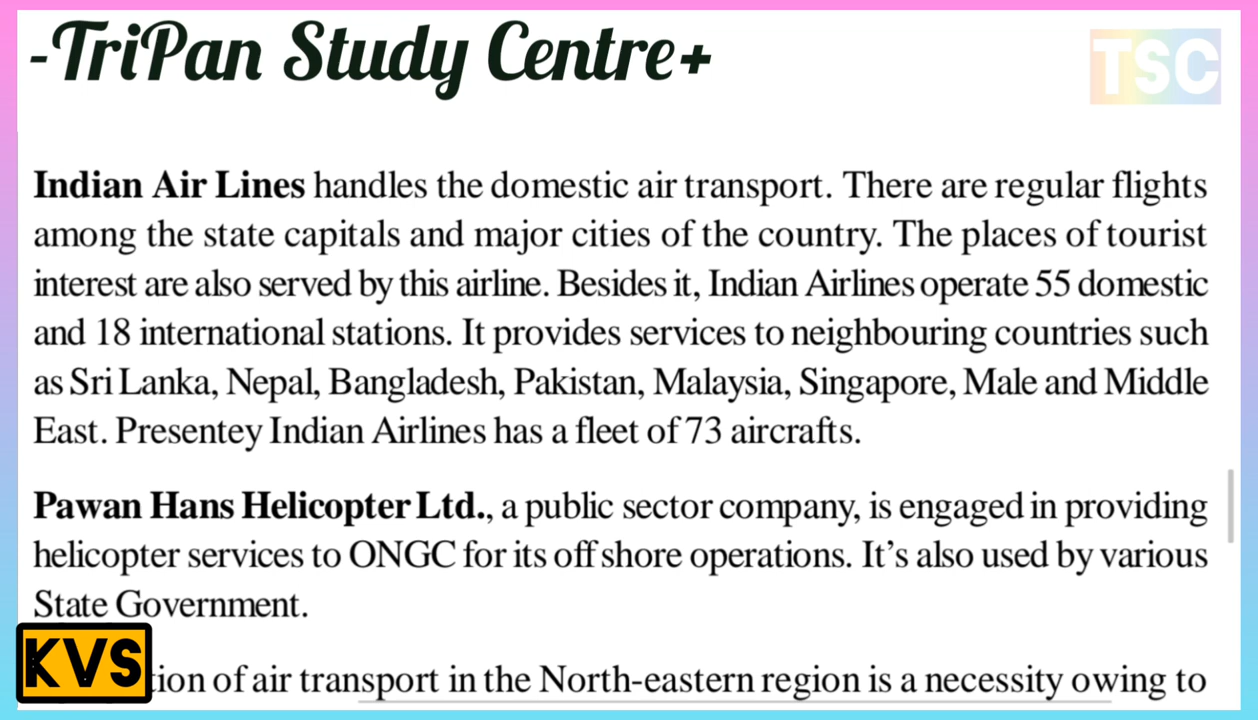 -TriPan Study Centre+
TSC
Indian Air Lines handles the domestic air transport. There are regular flights
among the state capitals and major cities of the country. The places of tourist
interest are also served by this airline. Besides it, Indian Airlines operate 55 domestic
and 18 international stations. It provides services to neighbouring countries such
as Sri Lanka, Nepal, Bangladesh, Pakistan, Malaysia, Singapore, Male and Middle
East. Presentey Indian Airlines has a fleet of 73 aircrafts.
Pawan Hans Helicopter Ltd., a public sector company, is engaged in providing
helicopter services to ONGC for its off shore operations. It's also used by various
State Government.
KVS
tion of air transport in the North-eastern region is a necessity owing to